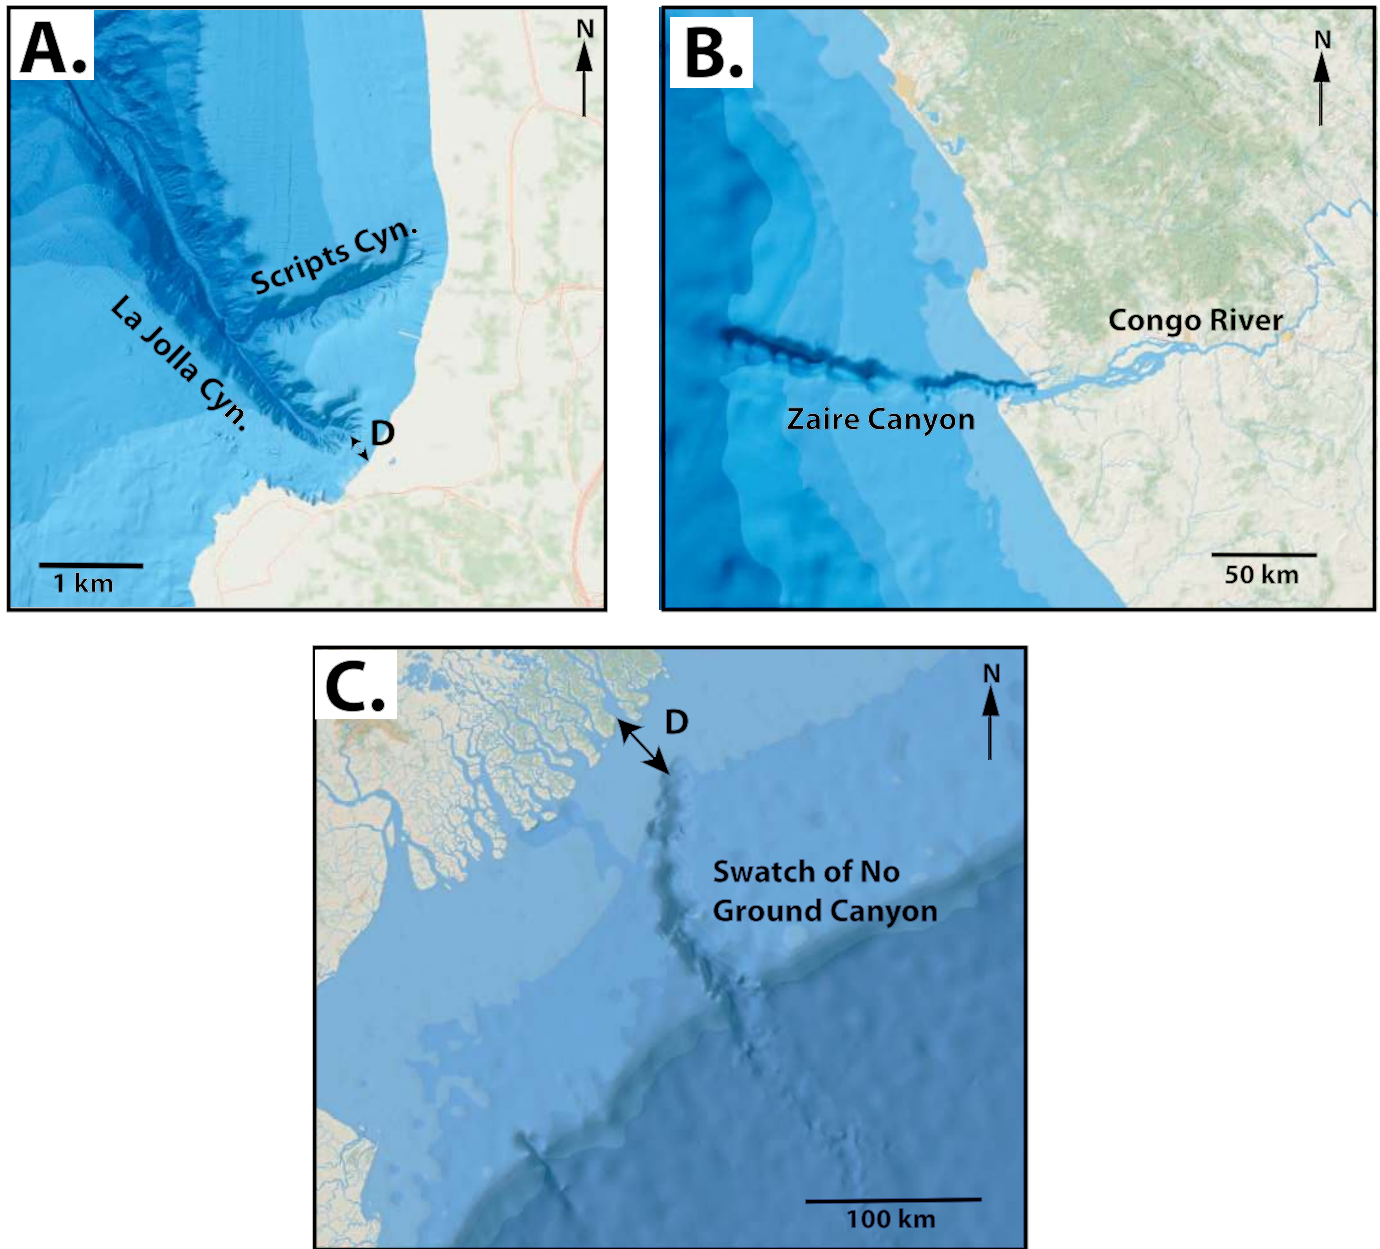 A.
N
Scripts Cyn.
La Jolla Cyn.
D
1 km
B.
N
Congo River
Zaire Canyon
50 km
C.
N
D
Swatch of No
Ground Canyon
100 km